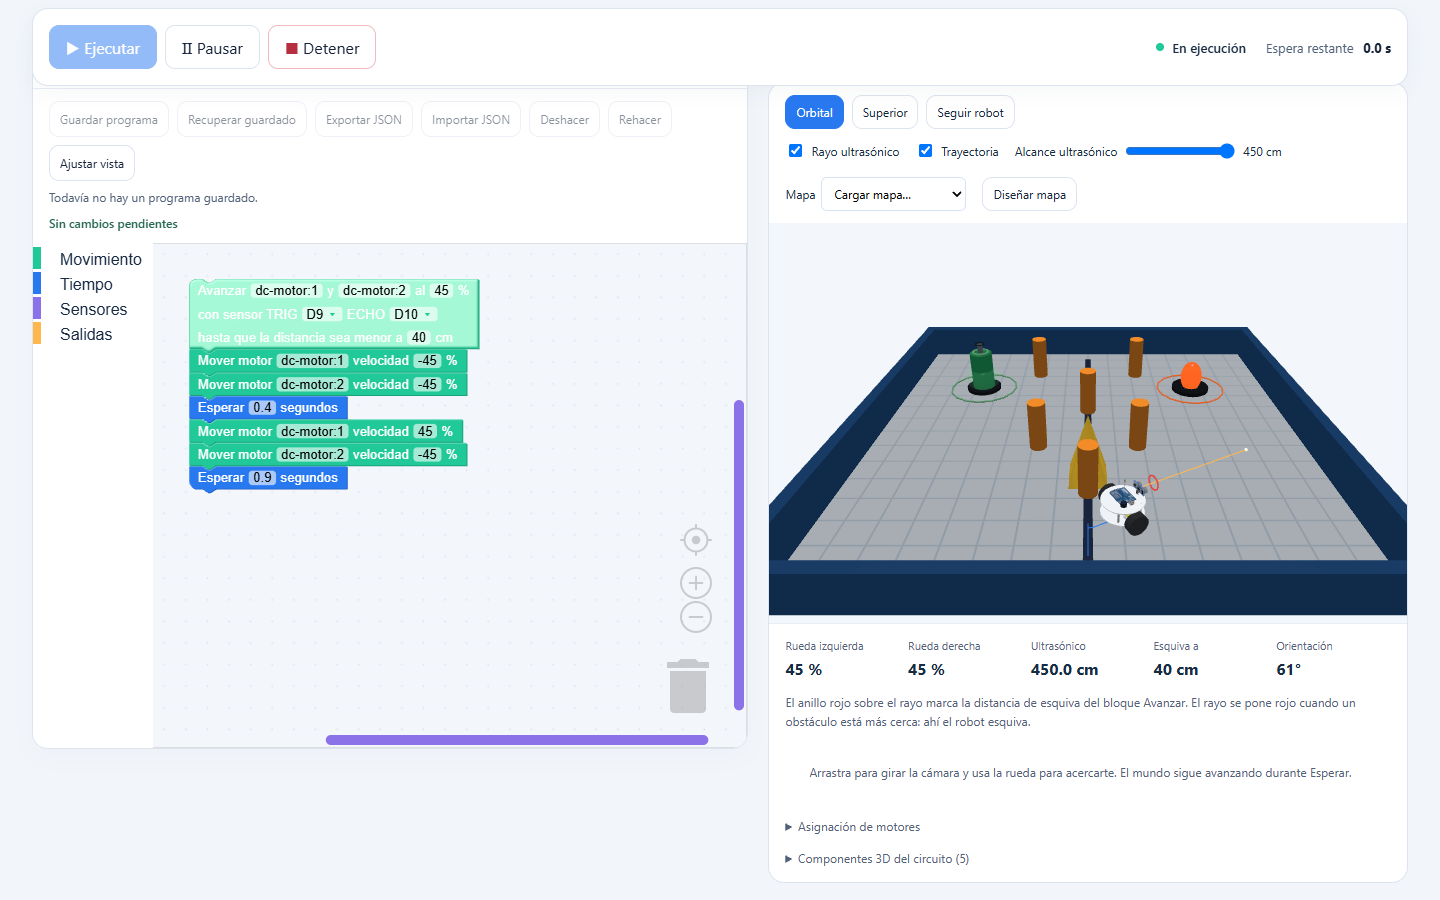 Ejecutar
Pausar
Detener
En ejecución
Espera restante 0.0 s
Guardar programa
Recuperar guardado
Exportar JSON
Importar JSON
Deshacer
Rehacer
Ajustar vista
Todavía no hay un programa guardado.
Sin cambios pendientes
Movimiento
Tiempo
Sensores
Salidas
Avanzar dc-motor:1 y dc-motor:2 al 45 %
con sensor TRIG D9 ECHO D10
hasta que la distancia sea menor a 40 cm
Mover motor dc-motor:1 velocidad -45 %
Mover motor dc-motor:2 velocidad -45 %
Esperar 0.4 segundos
Mover motor dc-motor:1 velocidad 45 %
Mover motor dc-motor:2 velocidad -45 %
Esperar 0.9 segundos
Orbital
Superior
Seguir robot
Rayo ultrasónico
Trayectoria
Alcance ultrasónico 450 cm
Mapa Cargar mapa...
Diseñar mapa
Rueda izquierda
45 %
Rueda derecha
45 %
Ultrasónico
450.0 cm
Esquiva a
40 cm
Orientación
61°
El anillo rojo sobre el rayo marca la distancia de esquiva del bloque Avanzar. El rayo se pone rojo cuando un
obstáculo está más cerca: ahí el robot esquiva.
Arrastra para girar la cámara y usa la rueda para acercarte. El mundo sigue avanzando durante Esperar.
Asignación de motores
Componentes 3D del circuito (5)